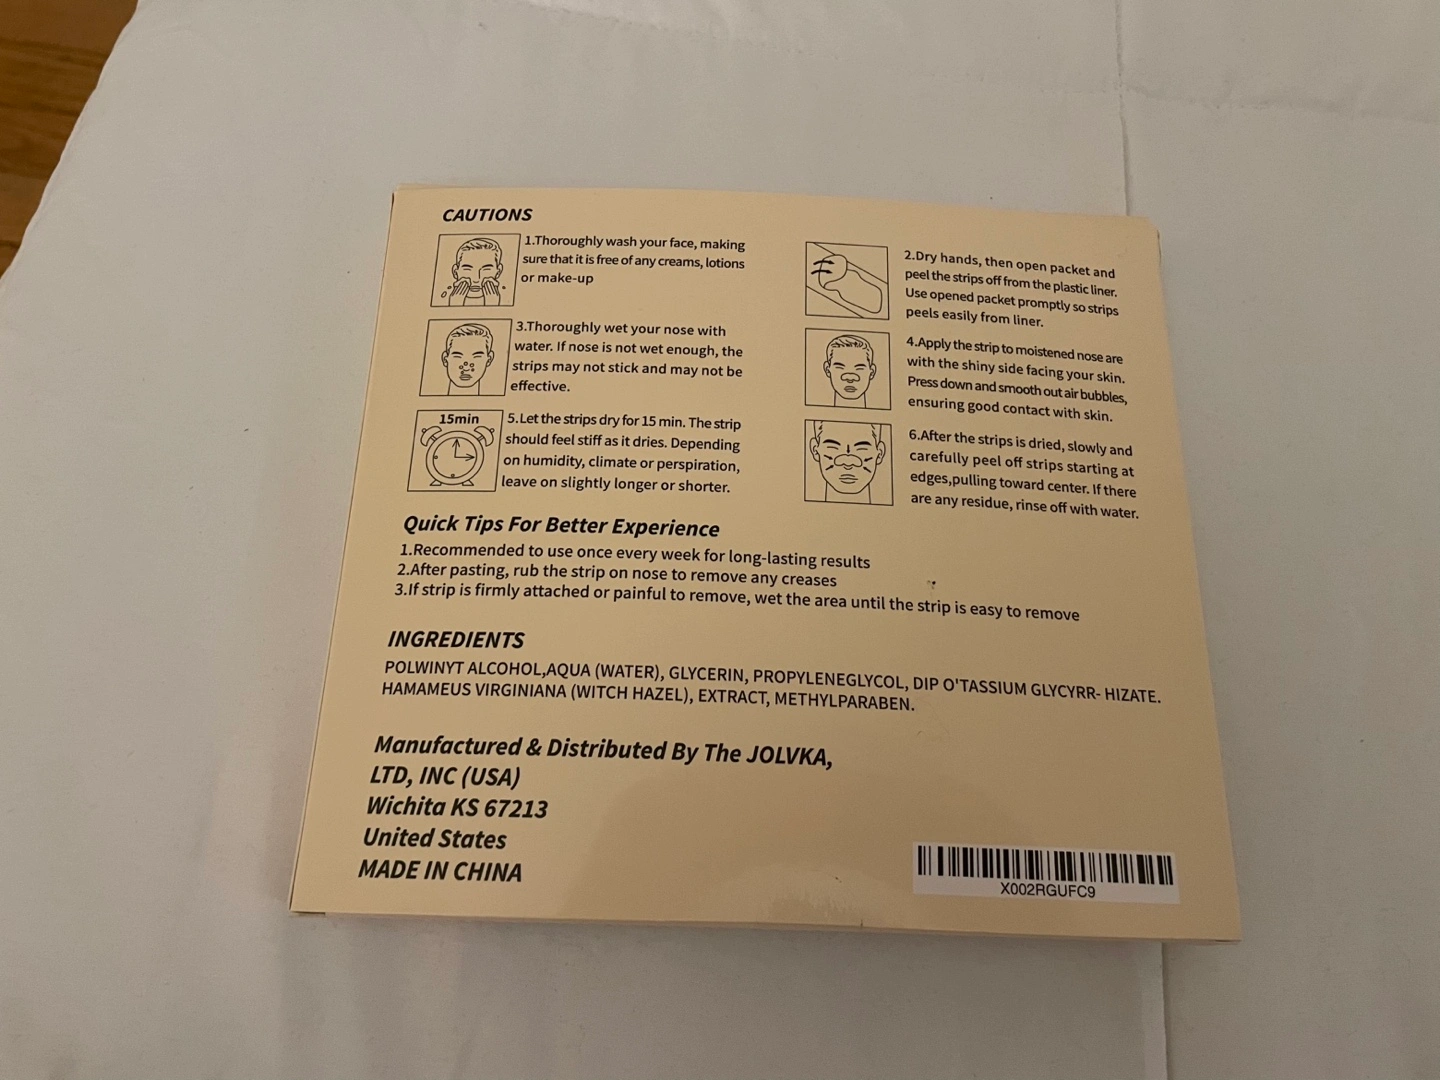 CAUTIONS
1.Thoroughly wash your face, making
sure that it is free of any creams, lotions
or make-up
2.Dry hands, then open packet and
peel the strips off from the plastic liner.
Use opened packet promptly so strips
peels easily from liner.
3.Thoroughly wet your nose with
water. If nose is not wet enough, the
strips may not stick and may not be
effective.
4.Apply the strip to moistened nose are
with the shiny side facing your skin.
Press down and smooth out air bubbles,
ensuring good contact with skin.
15min
5.Let the strips dry for 15 min. The strip
should feel stiff as it dries. Depending
on humidity, climate or perspiration,
leave on slightly longer or shorter.
6.After the strips is dried, slowly and
carefully peel off strips starting at
edges,pulling toward center. If there
are any residue, rinse off with water.
Quick Tips For Better Experience
1.Recommended to use once every week for long-lasting results
2.After pasting, rub the strip on nose to remove any creases
3.If strip is firmly attached or painful to remove, wet the area until the strip is easy to remove
INGREDIENTS
POLWINYT ALCOHOL,AQUA (WATER), GLYCERIN, PROPYLENEGLYCOL, DIP O'TASSIUM GLYCYRR- HIZATE.
HAMAMEUS VIRGINIANA (WITCH HAZEL), EXTRACT, METHYLPARABEN.
Manufactured & Distributed By The JOLVKA,
LTD, INC (USA)
Wichita KS 67213
United States
MADE IN CHINA
X002RGUFC9